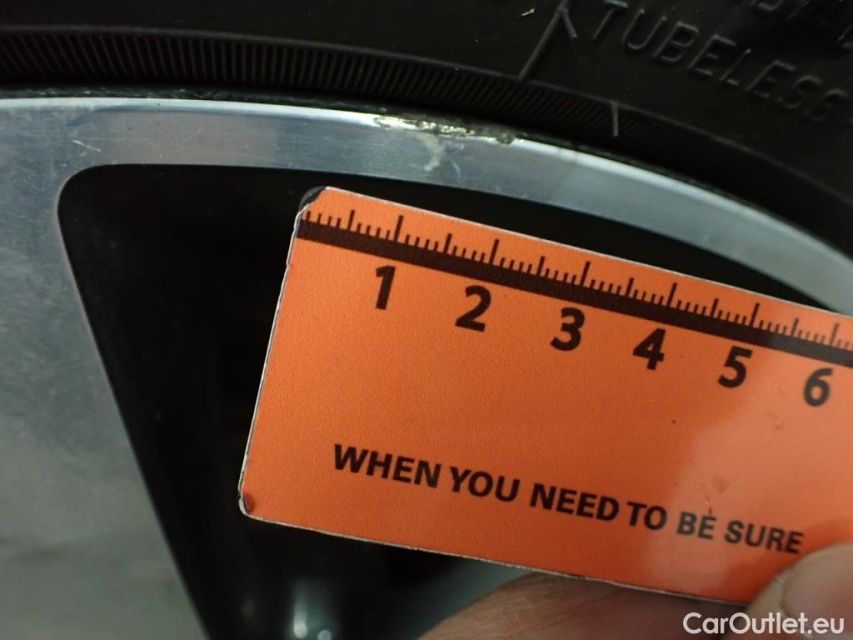 TUBELESS
1 2 3 4 5 6
WHEN YOU NEED TO BE SURE
CarOutlet.eu